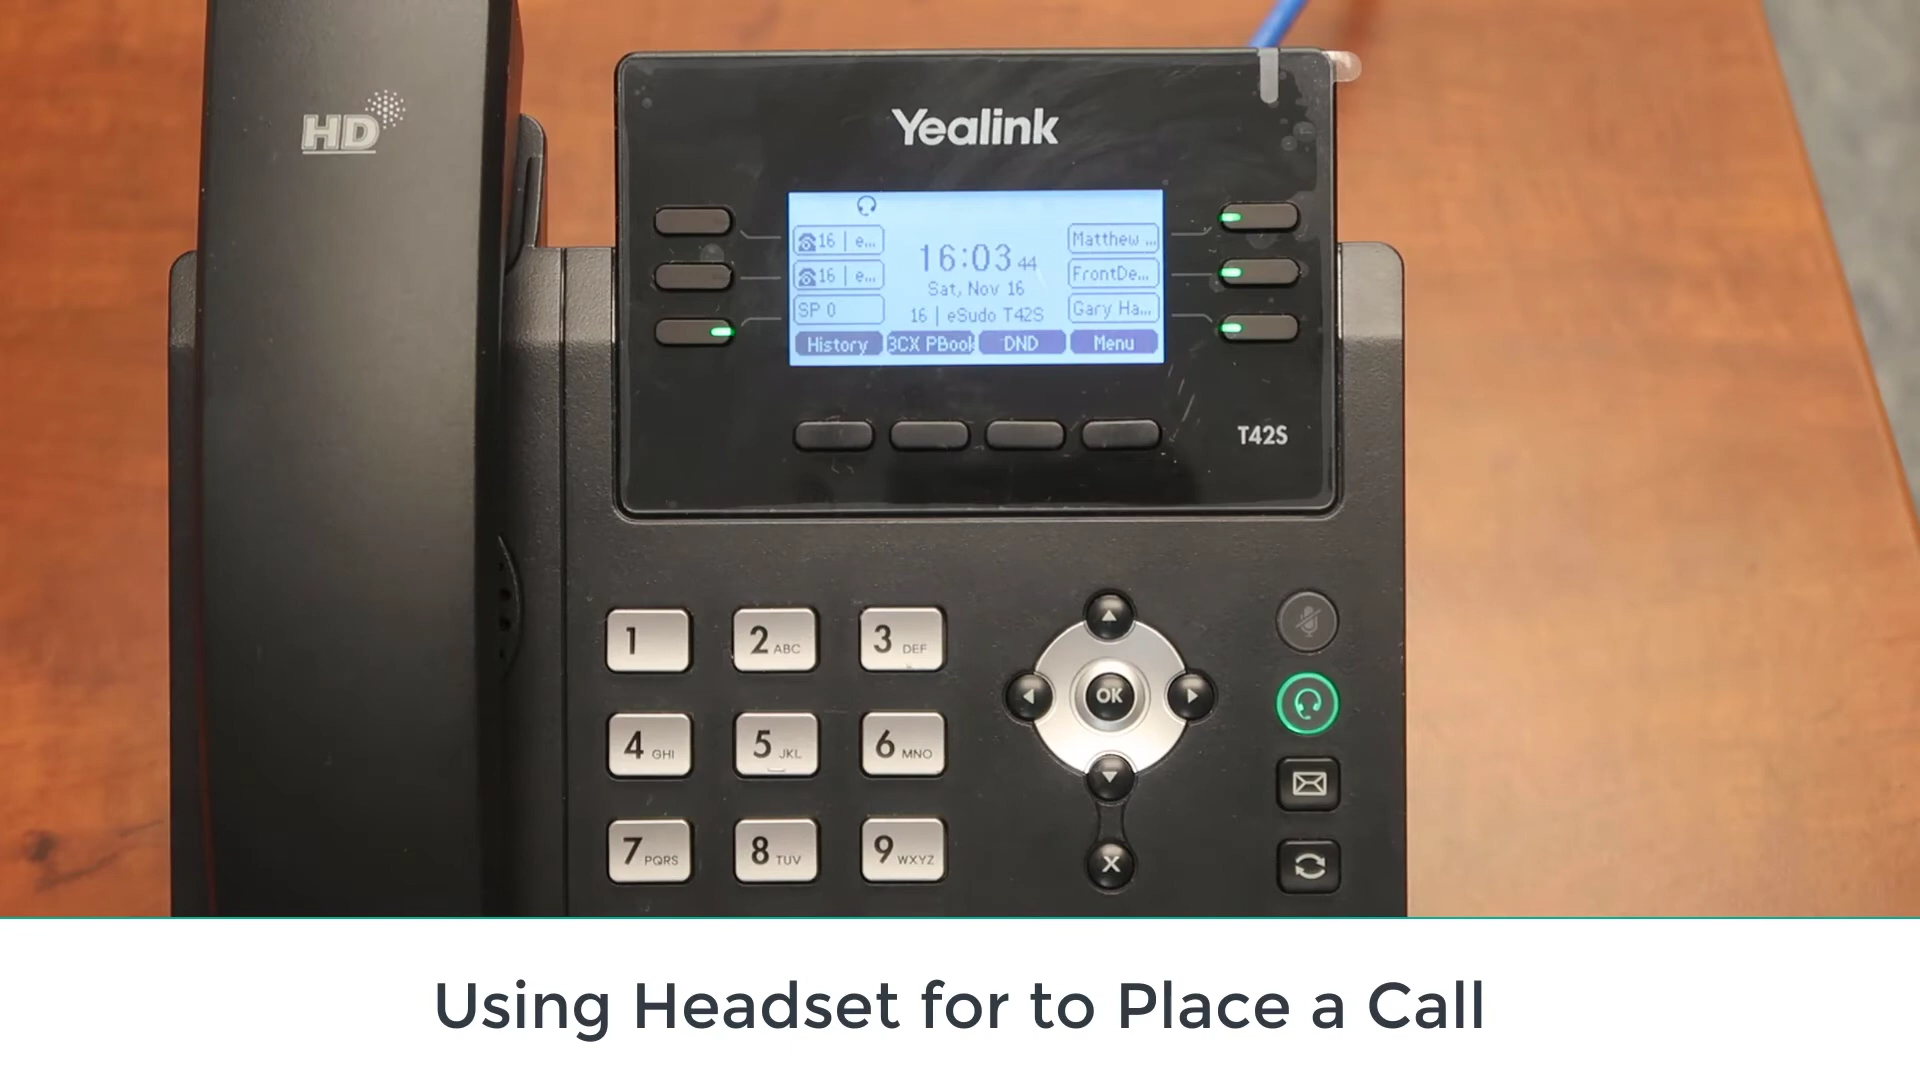 HD
Yealink
16 | e...
16:03 44
Matthew ...
16 | e...
Sat, Nov 16
FrontDe...
SP 0
16 | eSudo T42S
Gary Ha...
History
3CX PBook
DND
Menu
T42S
1
2 ABC
3 DEF
OK
4 GHI
5 JKL
6 MNO
7 PQRS
8 TUV
9 WXYZ
X
Using Headset for to Place a Call